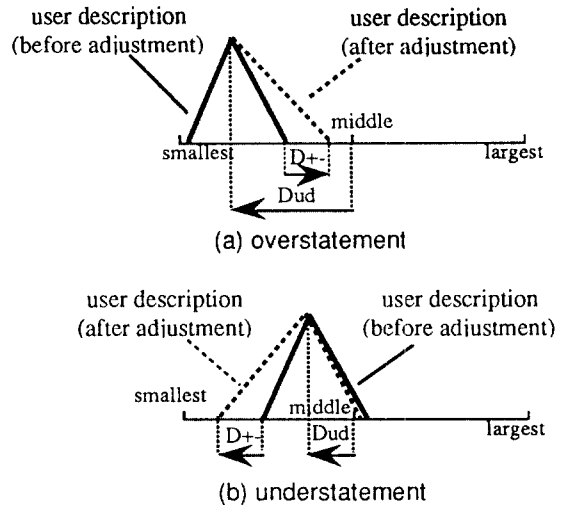 user description
(before adjustment)
user description
(after adjustment)
middle
smallest
D+-
largest
Dud
(a) overstatement
user description
(after adjustment)
user description
(before adjustment)
smallest
middle
largest
D+-
Dud
(b) understatement